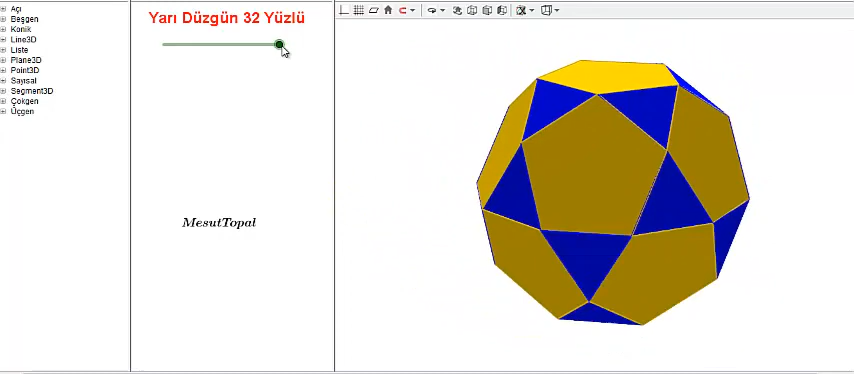 Açı
Beşgen
Konik
Line3D
Liste
Plane3D
Point3D
Sayısal
Segment3D
Çokgen
Üçgen
Yarı Düzgün 32 Yüzlü
MesutTopal